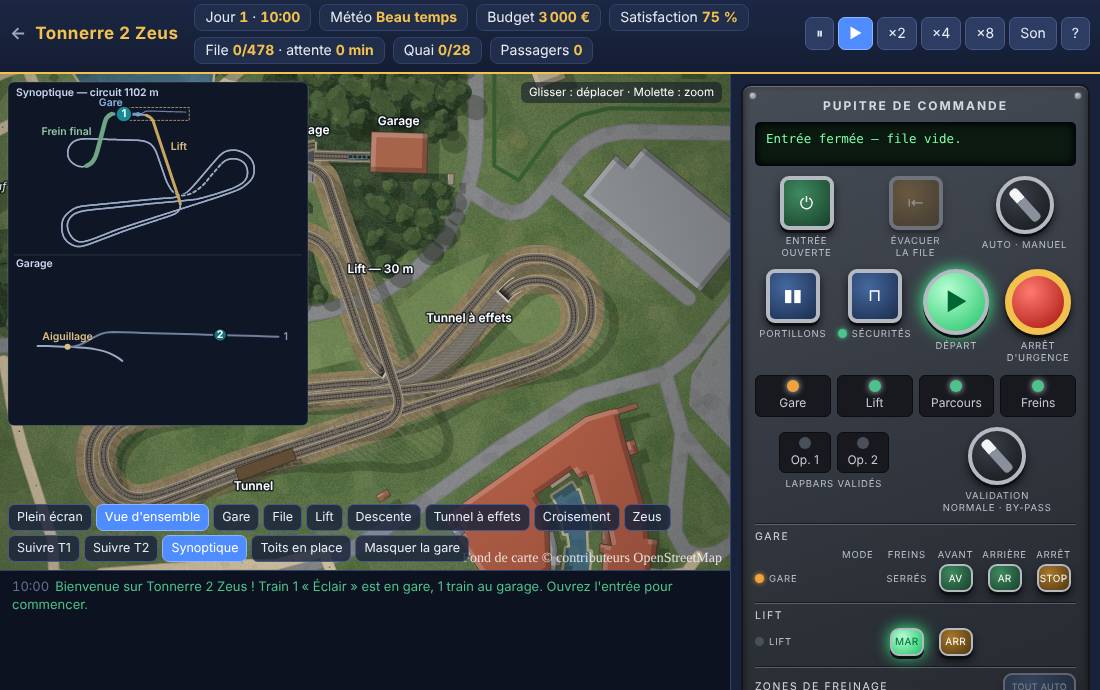 ← Tonnerre 2 Zeus
Jour 1 · 10:00
Météo Beau temps
Budget 3 000 €
Satisfaction 75 %
File 0/478 · attente 0 min
Quai 0/28
Passagers 0
×2
×4
×8
Son
?
Synoptique — circuit 1102 m
Gare
1
Frein final
Lift
Garage
Aiguillage
2
1
Glisser : déplacer · Molette : zoom
age
Garage
Lift — 30 m
Tunnel à effets
Tunnel
Plein écran
Vue d'ensemble
Gare
File
Lift
Descente
Tunnel à effets
Croisement
Zeus
Suivre T1
Suivre T2
Synoptique
Toits en place
Masquer la gare
ond de carte © contributeurs OpenStreetMap
10:00 Bienvenue sur Tonnerre 2 Zeus ! Train 1 « Éclair » est en gare, 1 train au garage. Ouvrez l'entrée pour
commencer.
PUPITRE DE COMMANDE
Entrée fermée — file vide.
ENTRÉE
OUVERTE
ÉVACUER
LA FILE
AUTO · MANUEL
PORTILLONS
SÉCURITÉS
DÉPART
ARRÊT
D'URGENCE
Gare
Lift
Parcours
Freins
Op. 1
Op. 2
LAPBARS VALIDÉS
VALIDATION
NORMALE · BY-PASS
GARE
MODE FREINS AVANT ARRIÈRE ARRÊT
GARE SERRÉS AV AR STOP
LIFT
LIFT MAR ARR
ZONES DE FREINAGE TOUT AUTO